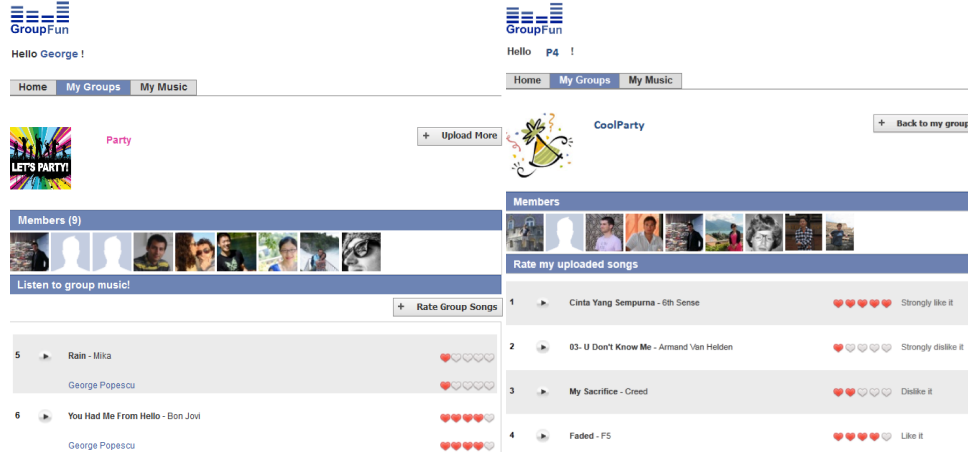 GroupFun
Hello George !
Home My Groups My Music
LET'S PARTY!
Party
+ Upload More
Members (9)
Listen to group music!
+ Rate Group Songs
5 Rain - Mika
George Popescu
6 You Had Me From Hello - Bon Jovi
George Popescu
GroupFun
Hello P4 !
Home My Groups My Music
CoolParty
+ Back to my group
Members
Rate my uploaded songs
1 Cinta Yang Sempurna - 6th Sense Strongly like it
2 03- U Don't Know Me - Armand Van Helden Strongly dislike it
3 My Sacrifice - Creed Dislike it
4 Faded - F5 Like it